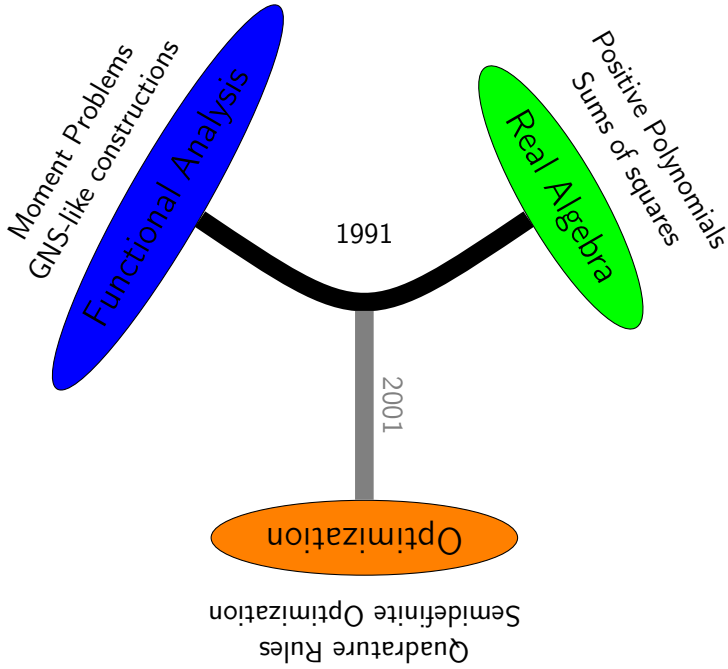 Moment Problems
GNS-like constructions
Functional Analysis
Positive Polynomials
Sums of squares
Real Algebra
1991
2001
Optimization
Quadrature Rules
Semidefinite Optimization